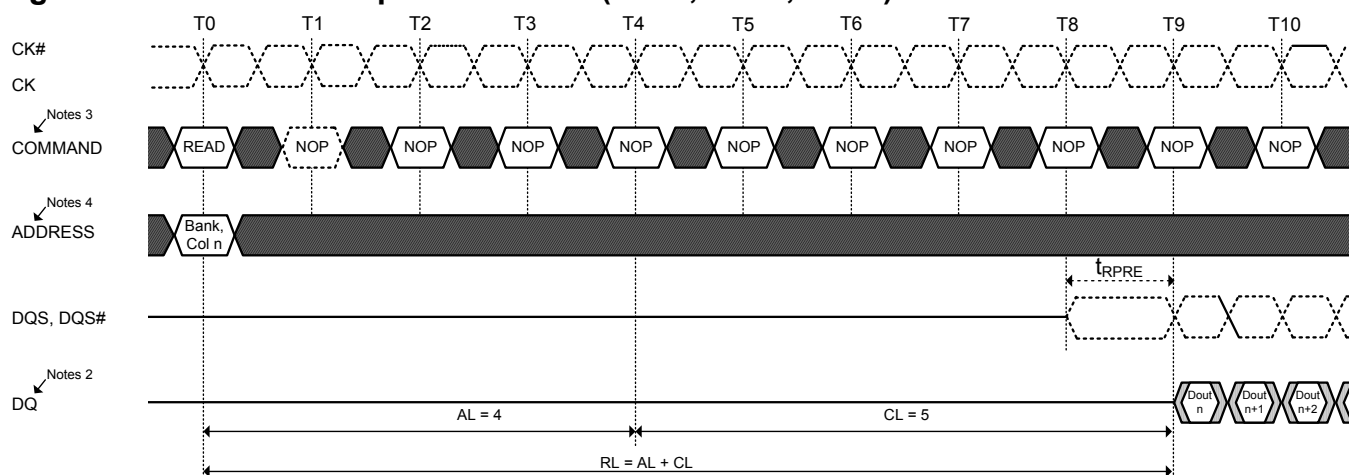 T0 T1 T2 T3 T4 T5 T6 T7 T8 T9 T10
CK#
CK
Notes 3
COMMAND
READ NOP NOP NOP NOP NOP NOP NOP NOP NOP NOP
Notes 4
ADDRESS
Bank,
Col n
tRPRE
DQS, DQS#
Notes 2
DQ
Dout
n
Dout
n+1
Dout
n+2
AL = 4
CL = 5
RL = AL + CL